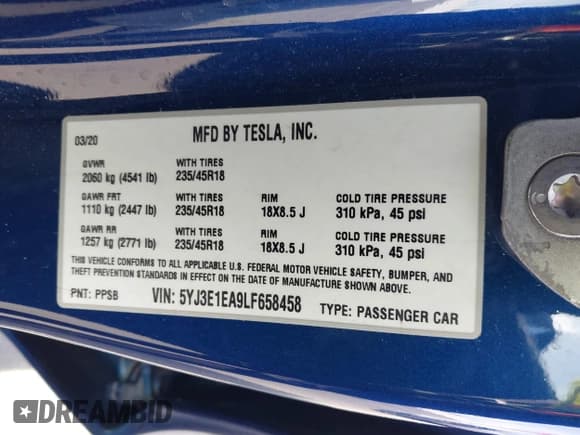 03/20 MFD BY TESLA, INC.
GVWR WITH TIRES
2060 kg (4541 lb) 235/45R18
GAWR FRT WITH TIRES RIM COLD TIRE PRESSURE
1110 kg (2447 lb) 235/45R18 18X8.5 J 310 kPa, 45 psi
GAWR RR WITH TIRES RIM COLD TIRE PRESSURE
1257 kg (2771 lb) 235/45R18 18X8.5 J 310 kPa, 45 psi
THIS VEHICLE CONFORMS TO ALL APPLICABLE U.S. FEDERAL MOTOR VEHICLE SAFETY, BUMPER, AND
THEFT PREVENTION STANDARDS IN EFFECT ON THE DATE OF MANUFACTURE SHOWN ABOVE.
PNT: PPSB VIN: 5YJ3E1EA9LF658458 TYPE: PASSENGER CAR
DREAMBID